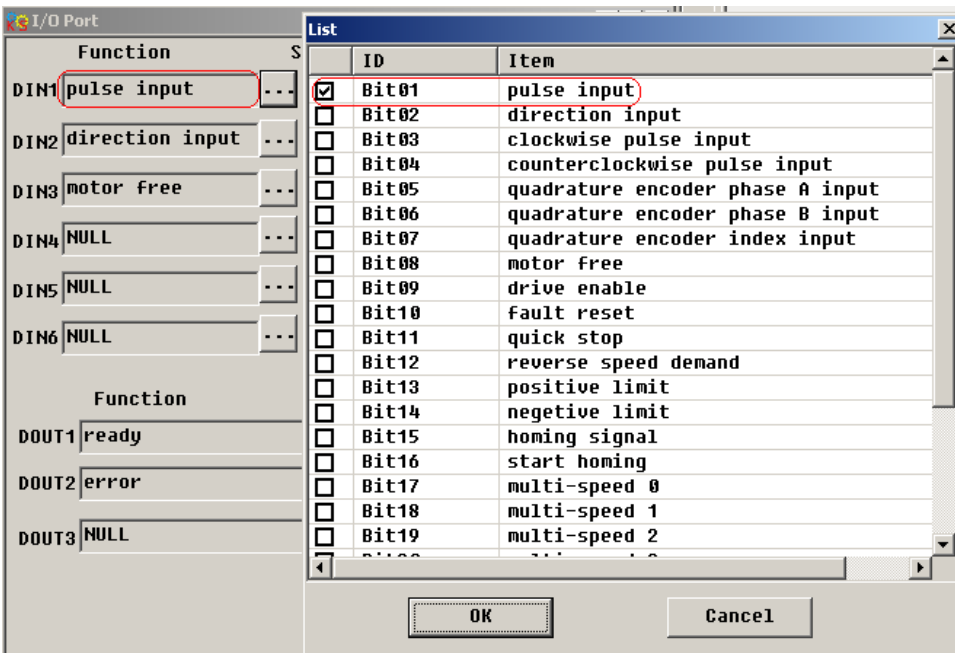 I/O Port
Function S
DIN1 pulse input ...
DIN2 direction input ...
DIN3 motor free ...
DIN4 NULL ...
DIN5 NULL ...
DIN6 NULL ...
Function
DOUT1 ready
DOUT2 error
DOUT3 NULL
List
ID Item
Bit01 pulse input
Bit02 direction input
Bit03 clockwise pulse input
Bit04 counterclockwise pulse input
Bit05 quadrature encoder phase A input
Bit06 quadrature encoder phase B input
Bit07 quadrature encoder index input
Bit08 motor free
Bit09 drive enable
Bit10 fault reset
Bit11 quick stop
Bit12 reverse speed demand
Bit13 positive limit
Bit14 negetive limit
Bit15 homing signal
Bit16 start homing
Bit17 multi-speed 0
Bit18 multi-speed 1
Bit19 multi-speed 2
OK Cancel